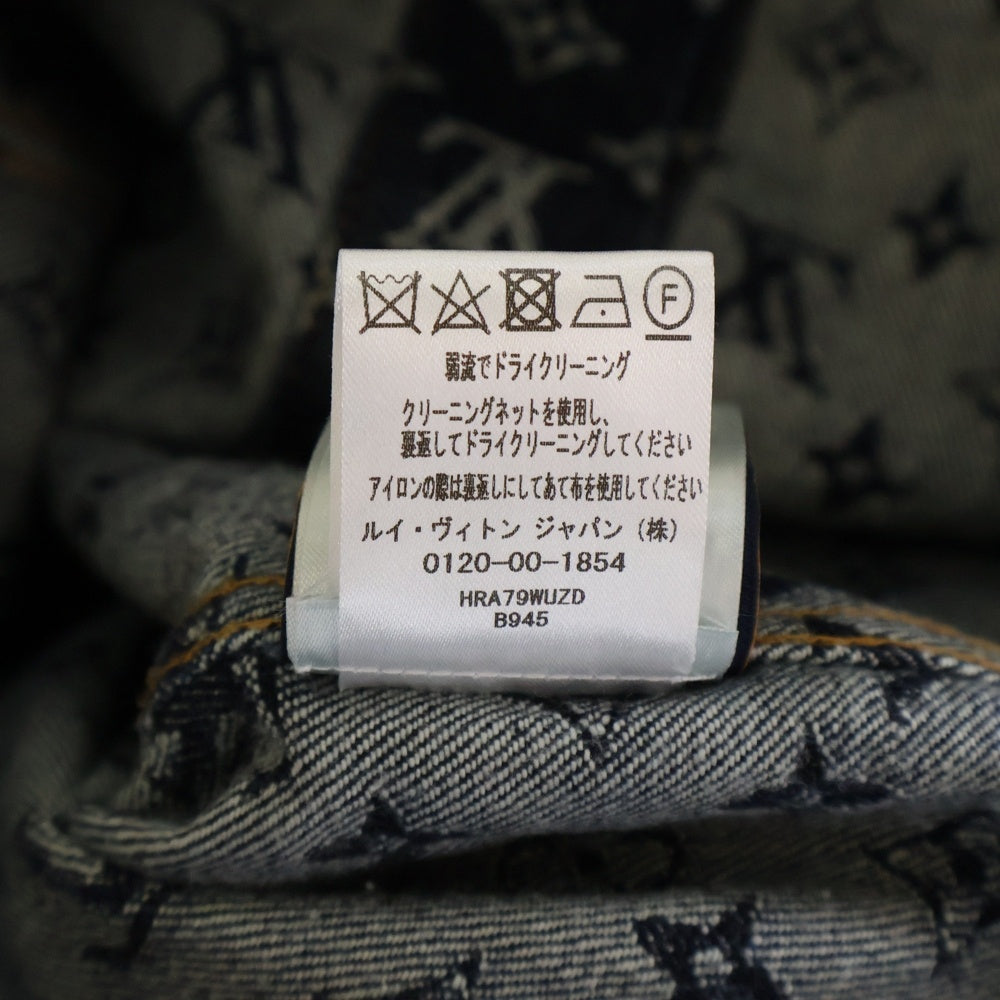 F
弱流でドライクリーニング
クリーニングネットを使用し、
裏返してドライクリーニングしてください
アイロンの際は裏返しにしてあて布を使用してください
ルイ・ヴィトン ジャパン (株)
0120-00-1854
HRA79WUZD
B945